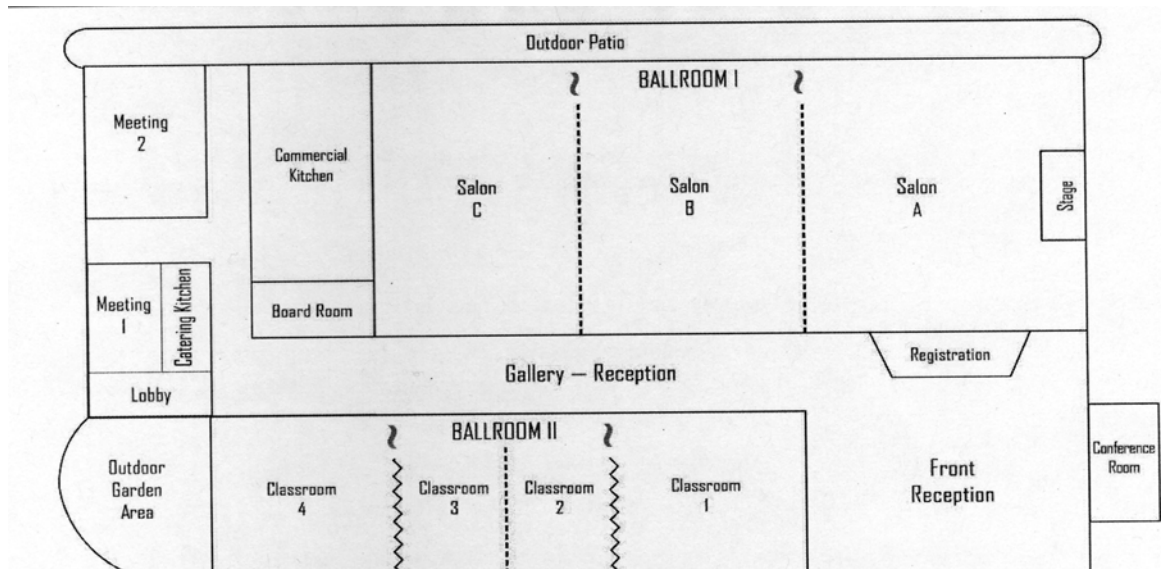 Outdoor Patio
BALLROOM I
Meeting
2
Commercial
Kitchen
Salon
C
Salon
B
Salon
A
Stage
Meeting
1
Catering Kitchen
Board Room
Registration
Gallery – Reception
Lobby
BALLROOM II
Outdoor
Garden
Area
Classroom
4
Classroom
3
Classroom
2
Classroom
1
Front
Reception
Conference
Room